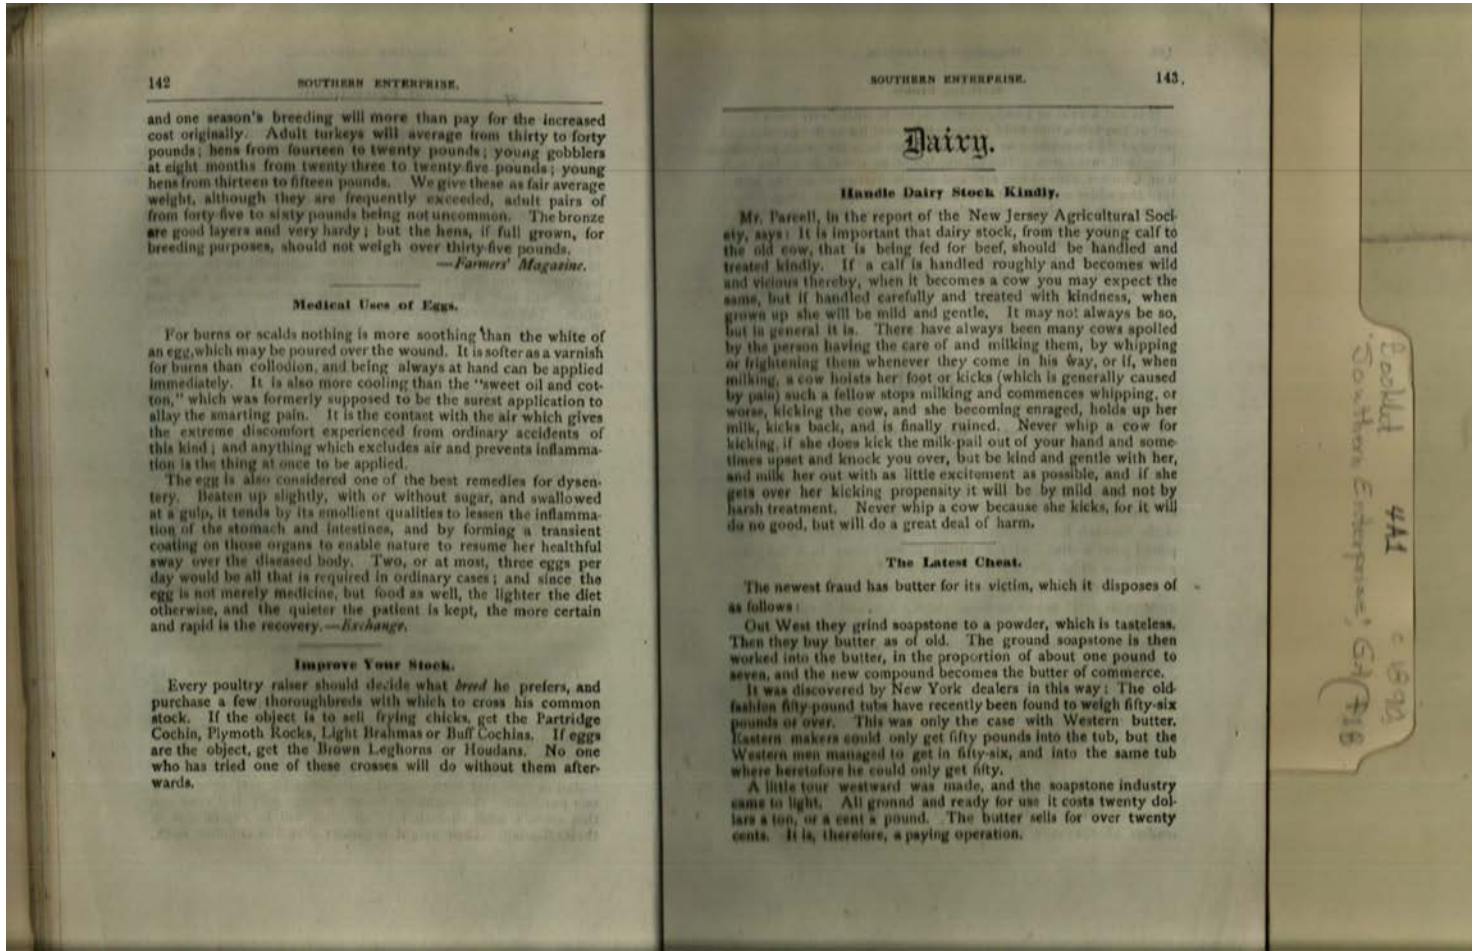 142
SOUTHERN ENTERPRISE.
and one season's breeding will more than pay for the increased
cost originally. Adult turkeys will average from thirty to forty
pounds; hens from fourteen to twenty pounds; young gobblers
at eight months from twenty three to twenty-five pounds; young
hens from thirteen to fifteen pounds. We give these as fair average
weight, although they are frequently exceeded, adult pairs of
from forty-five to sixty pounds being not uncommon. The bronze
are good layers and very hardy; but the hens, if full grown, for
breeding purposes, should not weigh over thirty-five pounds.
—Farmers' Magazine.
Medical Uses of Eggs.
For burns or scalds nothing is more soothing than the white of
an egg, which may be poured over the wound. It is softer as a varnish
for burns than collodion, and being always at hand can be applied
immediately. It is also more cooling than the "sweet oil and cot-
ton," which was formerly supposed to be the surest application to
allay the smarting pain. It is the contact with the air which gives
the extreme discomfort experienced from ordinary accidents of
this kind; and anything which excludes air and prevents inflamma-
tion is the thing at once to be applied.
The egg is also considered one of the best remedies for dysen-
tery. Beaten up slightly, with or without sugar, and swallowed
at a gulp, it tends by its emollient qualities to lessen the inflamma-
tion of the stomach and intestines, and by forming a transient
coating on those organs to enable nature to resume her healthful
sway over the diseased body. Two, or at most, three eggs per
day would be all that is required in ordinary cases; and since the
egg is not merely medicine, but food as well, the lighter the diet
otherwise, and the quieter the patient is kept, the more certain
and rapid is the recovery.—Exchange.
Improve Your Stock.
Every poultry raiser should decide what breed he prefers, and
purchase a few thoroughbreds with which to cross his common
stock. If the object is to sell frying chicks, get the Partridge
Cochin, Plymoth Rocks, Light Brahmas or Buff Cochins. If eggs
are the object, get the Brown Leghorns or Houdans. No one
who has tried one of these crosses will do without them after-
wards.
SOUTHERN ENTERPRISE.
143.
Dairy.
Handle Dairy Stock Kindly.
Mr. Parcell, in the report of the New Jersey Agricultural Soci-
ety, says: It is important that dairy stock, from the young calf to
the old cow, that is being fed for beef, should be handled and
treated kindly. If a calf is handled roughly and becomes wild
and vicious thereby, when it becomes a cow you may expect the
same, but if handled carefully and treated with kindness, when
grown up she will be mild and gentle. It may not always be so,
but in general it is. There have always been many cows spoiled
by the person having the care of and milking them, by whipping
or frightening them whenever they come in his way, or if, when
milking, a cow hoists her foot or kicks (which is generally caused
by pain) such a fellow stops milking and commences whipping, or
worse, kicking the cow, and she becoming enraged, holds up her
milk, kicks back, and is finally ruined. Never whip a cow for
kicking, if she does kick the milk-pail out of your hand and some-
times upset and knock you over, but be kind and gentle with her,
and milk her out with as little excitement as possible, and if she
gets over her kicking propensity it will be by mild and not by
harsh treatment. Never whip a cow because she kicks, for it will
do no good, but will do a great deal of harm.
The Latest Cheat.
The newest fraud has butter for its victim, which it disposes of
as follows:
Out West they grind soapstone to a powder, which is tasteless.
Then they buy butter as of old. The ground soapstone is then
worked into the butter, in the proportion of about one pound to
seven, and the new compound becomes the butter of commerce.
It was discovered by New York dealers in this way: The old-
fashion fifty-pound tubs have recently been found to weigh fifty-six
pounds or over. This was only the case with Western butter.
Eastern makers could only get fifty pounds into the tub, but the
Western men managed to get in fifty-six, and into the same tub
where heretofore he could only get fifty.
A little tour westward was made, and the soapstone industry
came to light. All gronnd and ready for use it costs twenty dol-
lars a ton, or a cent a pound. The butter sells for over twenty
cents. It is, therefore, a paying operation.
4A1 c 1890
Booklet
"Southern Enterprise", GA